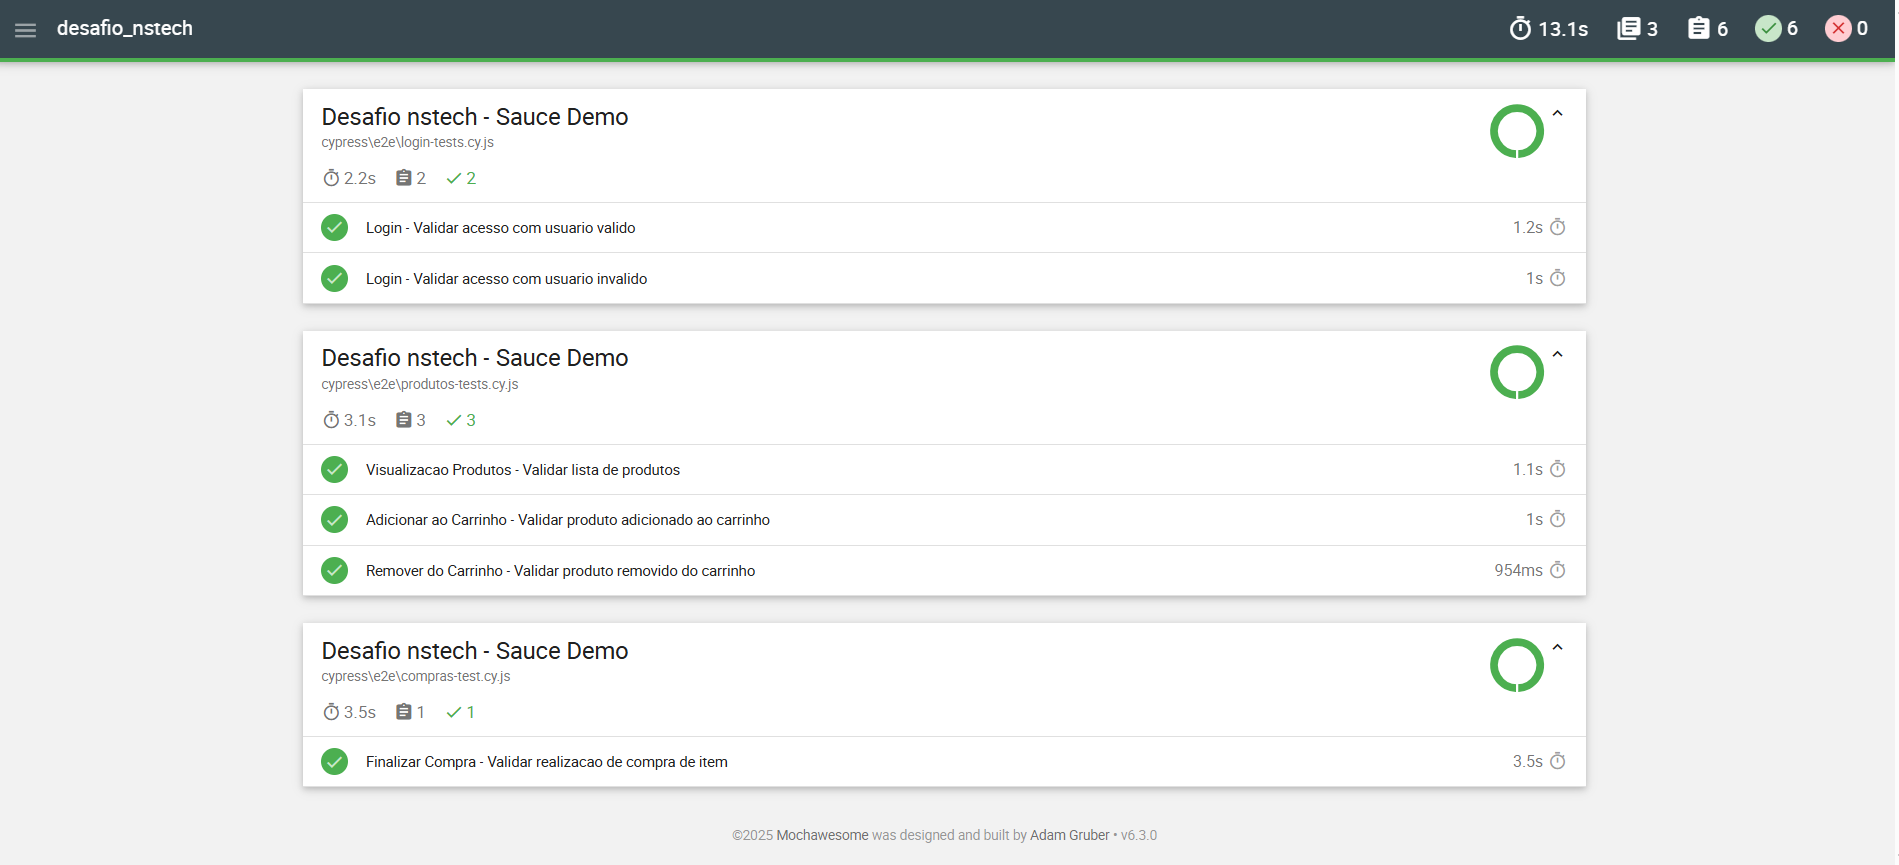 desafio_nstech 13.1s 3 6 6 0
Desafio nstech - Sauce Demo
cypress\e2e\login-tests.cy.js
2.2s 2 2
Login - Validar acesso com usuario valido 1.2s
Login - Validar acesso com usuario invalido 1s
Desafio nstech - Sauce Demo
cypress\e2e\produtos-tests.cy.js
3.1s 3 3
Visualizacao Produtos - Validar lista de produtos 1.1s
Adicionar ao Carrinho - Validar produto adicionado ao carrinho 1s
Remover do Carrinho - Validar produto removido do carrinho 954ms
Desafio nstech - Sauce Demo
cypress\e2e\compras-test.cy.js
3.5s 1 1
Finalizar Compra - Validar realizacao de compra de item 3.5s
©2025 Mochawesome was designed and built by Adam Gruber • v6.3.0